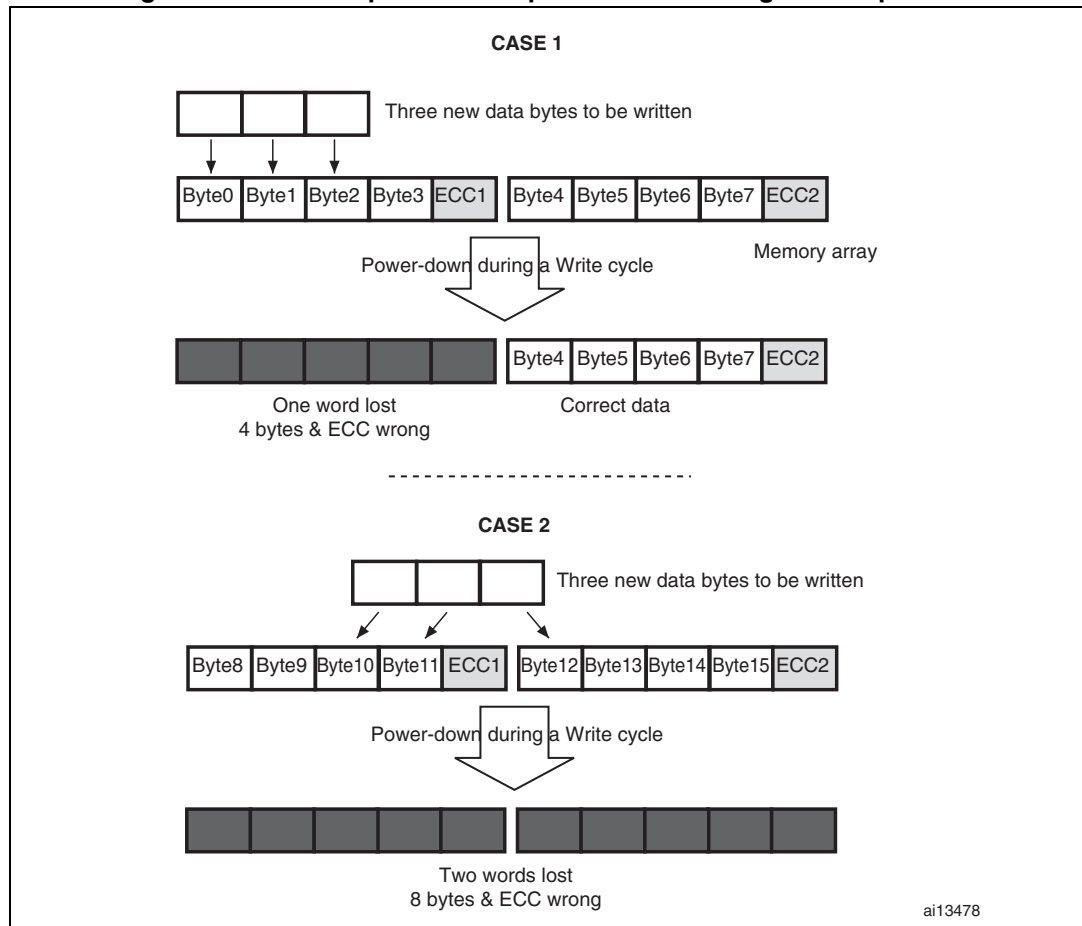 CASE 1
Three new data bytes to be written
Byte0 Byte1 Byte2 Byte3 ECC1 Byte4 Byte5 Byte6 Byte7 ECC2
Memory array
Power-down during a Write cycle
Byte4 Byte5 Byte6 Byte7 ECC2
One word lost
4 bytes & ECC wrong
Correct data
CASE 2
Three new data bytes to be written
Byte8 Byte9 Byte10 Byte11 ECC1 Byte12 Byte13 Byte14 Byte15 ECC2
Power-down during a Write cycle
Two words lost
8 bytes & ECC wrong
ai13478